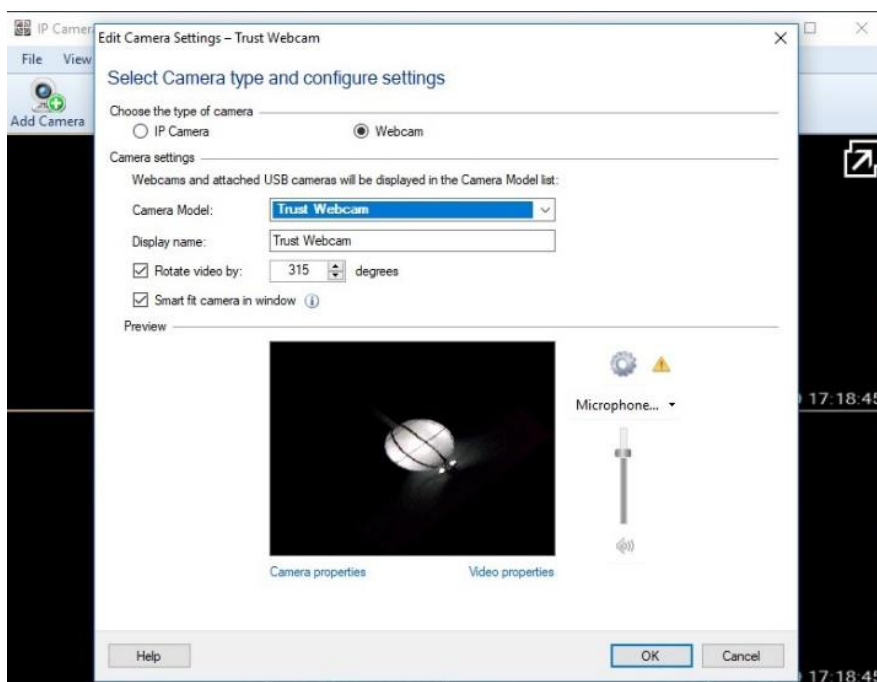 IP Camer
Edit Camera Settings – Trust Webcam
File View
Add Camera
Select Camera type and configure settings
Choose the type of camera
IP Camera Webcam
Camera settings
Webcams and attached USB cameras will be displayed in the Camera Model list:
Camera Model: Trust Webcam
Display name: Trust Webcam
Rotate video by: 315 degrees
Smart fit camera in window
Preview
Microphone...
17:18:45
Camera properties Video properties
Help OK Cancel
17:18:45